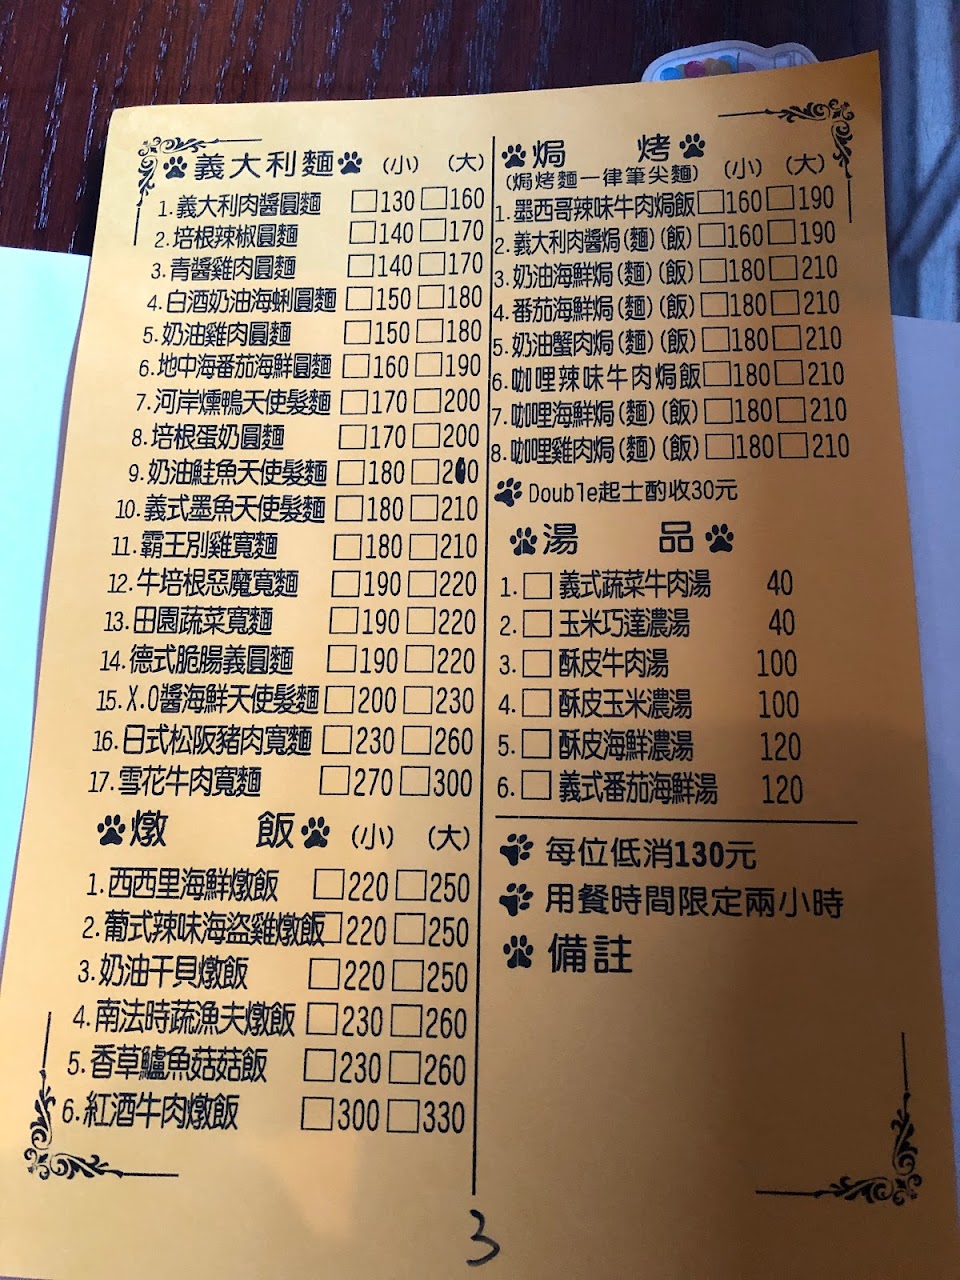 義大利麵 (小) (大)
1.義大利肉醬圓麵 □130 □160
2.培根辣椒圓麵 □140 □170
3.青醬雞肉圓麵 □140 □170
4.白酒奶油海蜊圓麵 □150 □180
5.奶油雞肉圓麵 □150 □180
6.地中海番茄海鮮圓麵 □160 □190
7.河岸燻鴨天使髮麵 □170 □200
8.培根蛋奶圓麵 □170 □200
9.奶油鮭魚天使髮麵 □180 □2 0
10.義式墨魚天使髮麵 □180 □210
11.霸王別雞寬麵 □180 □210
12.牛培根惡魔寬麵 □190 □220
13.田園蔬菜寬麵 □190 □220
14.德式脆腸義圓麵 □190 □220
15.X.O醬海鮮天使髮麵 □200 □230
16.日式松阪豬肉寬麵 □230 □260
17.雪花牛肉寬麵 □270 □300
燉 飯 (小) (大)
1.西西里海鮮燉飯 □220 □250
2.葡式辣味海盜雞燉飯 □220 □250
3.奶油干貝燉飯 □220 □250
4.南法時蔬漁夫燉飯 □230 □260
5.香草鱸魚菇菇飯 □230 □260
6.紅酒牛肉燉飯 □300 □330
焗 烤 (小) (大)
(焗烤麵一律筆尖麵)
1.墨西哥辣味牛肉焗飯 □160 □190
2.義大利肉醬焗(麵)(飯) □160 □190
3.奶油海鮮焗(麵)(飯) □180 □210
4.番茄海鮮焗(麵)(飯) □180 □210
5.奶油蟹肉焗(麵)(飯) □180 □210
6.咖哩辣味牛肉焗飯 □180 □210
7.咖哩海鮮焗(麵)(飯) □180 □210
8.咖哩雞肉焗(麵)(飯) □180 □210
Double起士酌收30元
湯 品
1.□ 義式蔬菜牛肉湯 40
2.□ 玉米巧達濃湯 40
3.□ 酥皮牛肉湯 100
4.□ 酥皮玉米濃湯 100
5.□ 酥皮海鮮濃湯 120
6.□ 義式番茄海鮮湯 120
每位低消130元
用餐時間限定兩小時
備註
3